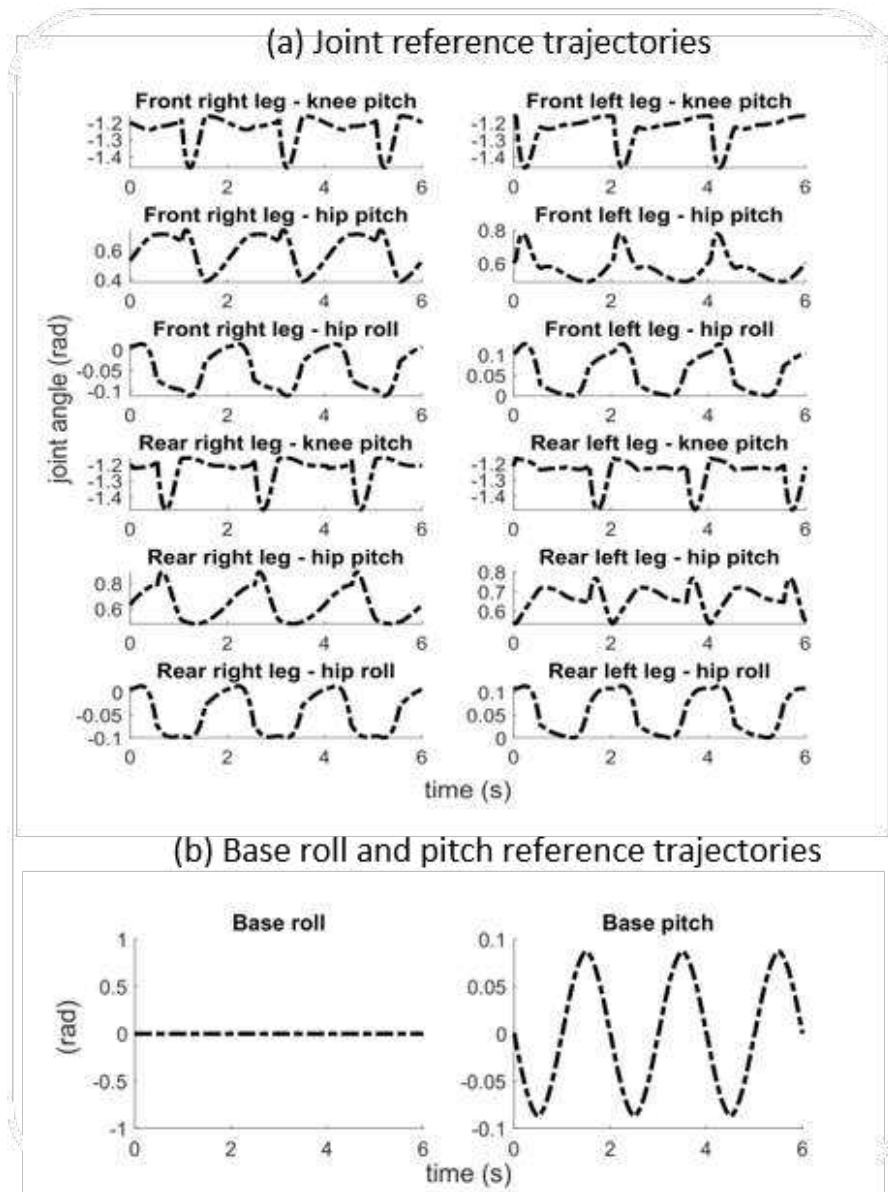 (a) Joint reference trajectories
Front right leg - knee pitch
Front left leg - knee pitch
-1.2
-1.3
-1.4
0 2 4 6
-1.2
-1.3
-1.4
0 2 4 6
Front right leg - hip pitch
Front left leg - hip pitch
0.6
0.4
0 2 4 6
0.8
0.6
0 2 4 6
Front right leg - hip roll
Front left leg - hip roll
0
-0.05
-0.1
0 2 4 6
0.1
0.05
0
0 2 4 6
joint angle (rad)
Rear right leg - knee pitch
Rear left leg - knee pitch
-1.2
-1.3
-1.4
0 2 4 6
-1.2
-1.3
-1.4
0 2 4 6
Rear right leg - hip pitch
Rear left leg - hip pitch
0.8
0.6
0 2 4 6
0.8
0.7
0.6
0 2 4 6
Rear right leg - hip roll
Rear left leg - hip roll
0
-0.05
-0.1
0 2 4 6
0.1
0.05
0
0 2 4 6
time (s)
(b) Base roll and pitch reference trajectories
Base roll
Base pitch
(rad)
1
0.5
0
-0.5
-1
0 2 4 6
0.1
0.05
0
-0.05
-0.1
0 2 4 6
time (s)